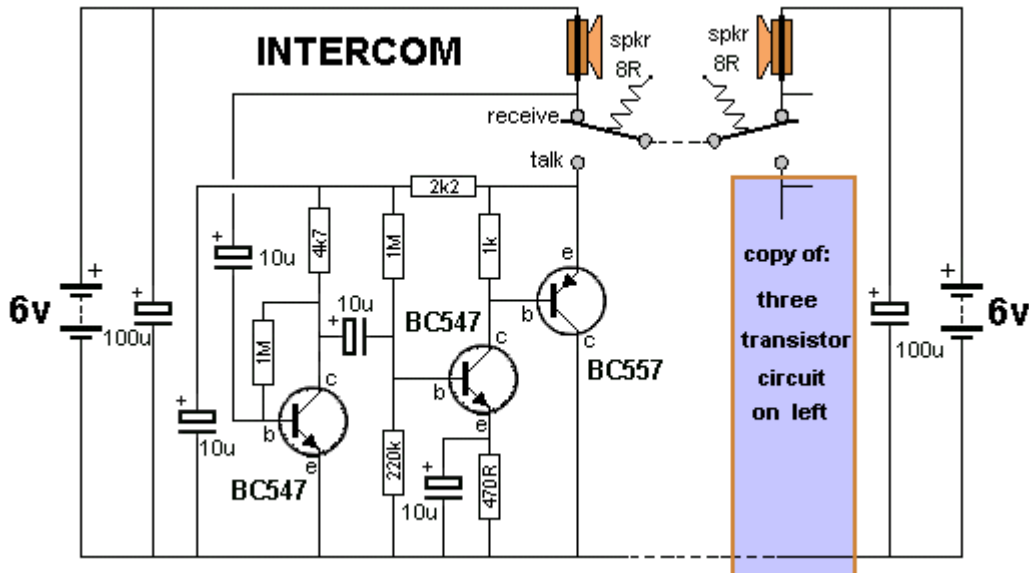 INTERCOM
spkr
8R
spkr
8R
receive
talk
2k2
4k7
1M
1k
+
10u
e
10u
+
BC547
b
+
6v
+
100u
1M
c
BC557
c
b
e
c
b
e
+
10u
BC547
220k
+
10u
470R
copy of:
three
transistor
circuit
on left
+
100u
+
6v